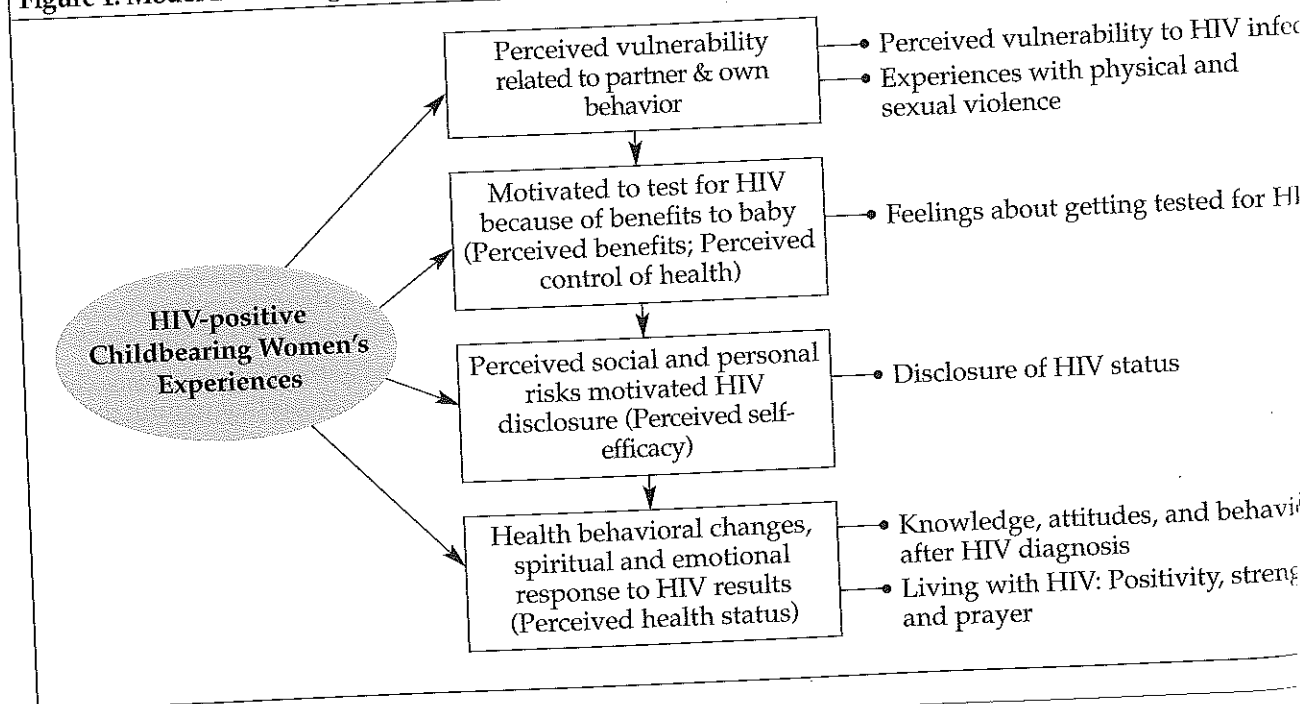 Figure 1.
Perceived vulnerability
related to partner & own
behavior
Perceived vulnerability to HIV
Experiences with physical and
sexual violence
Motivated to test for HIV
because of benefits to baby
(Perceived benefits; Perceived
control of health)
Feelings about getting tested for
HIV-positive
Childbearing Women's
Experiences
Perceived social and personal
risks motivated HIV
disclosure (Perceived self-
efficacy)
Disclosure of HIV status
Health behavioral changes,
spiritual and emotional
response to HIV results
(Perceived health status)
Knowledge, attitudes, and
after HIV diagnosis
Living with HIV: Positivity,
and prayer